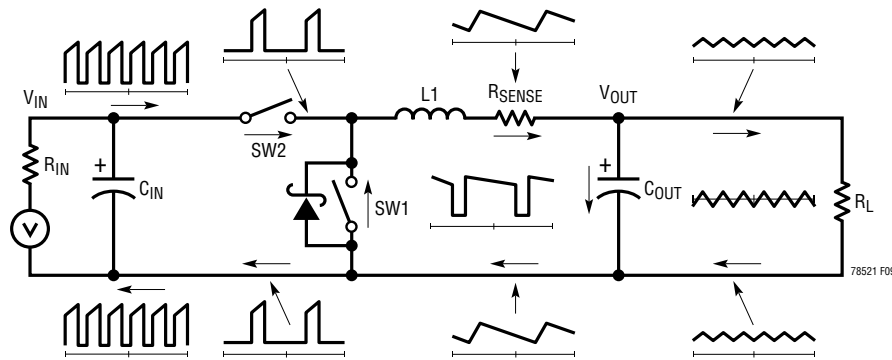 V_IN
L1
R_SENSE
V_OUT
SW2
R_IN
+
C_IN
SW1
+
C_OUT
R_L
V
78521 F09